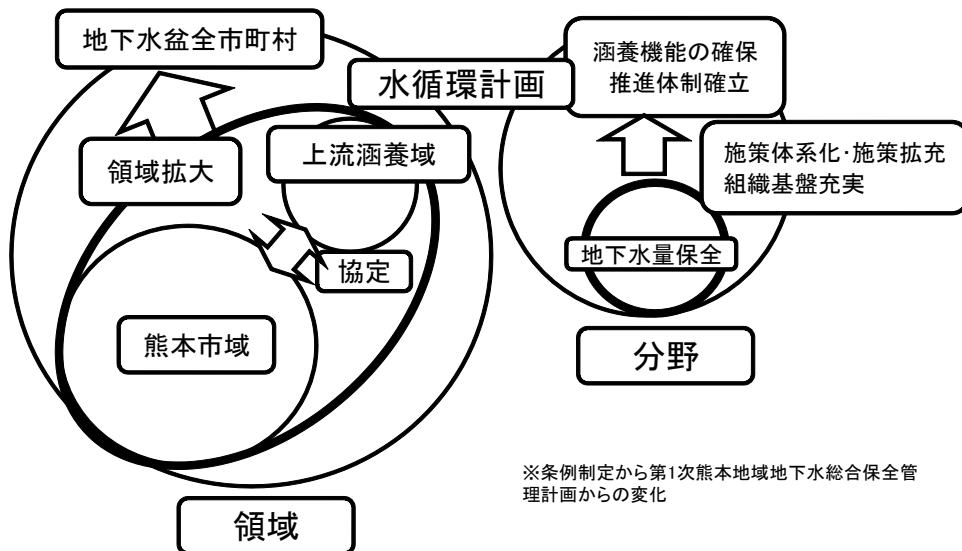 地下水盆全市町村
水循環計画
涵養機能の確保
推進体制確立
領域拡大
上流涵養域
施策体系化･施策拡充
組織基盤充実
協定
地下水量保全
熊本市域
分野
※条例制定から第1次熊本地域地下水総合保全管
理計画からの変化
領域